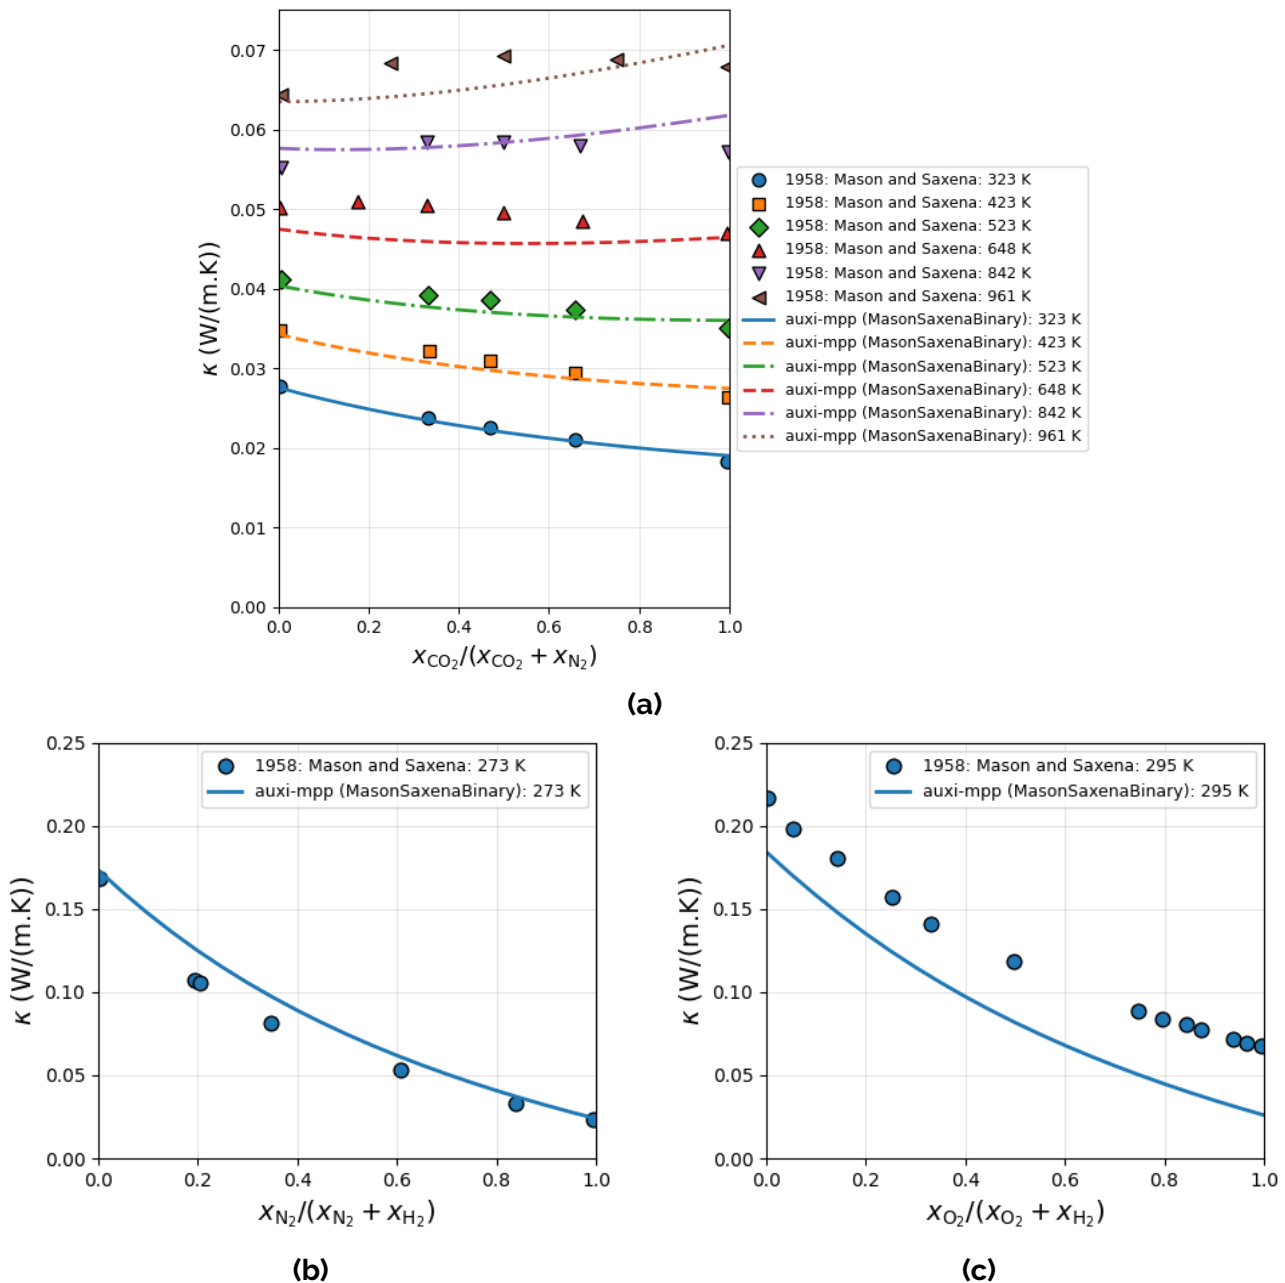 0.07
0.06
0.05
0.04
0.03
0.02
0.01
0.00
κ (W/(m.K))
0.0 0.2 0.4 0.6 0.8 1.0
x_CO₂/(x_CO₂ + x_N₂)
1958: Mason and Saxena: 323 K
1958: Mason and Saxena: 423 K
1958: Mason and Saxena: 523 K
1958: Mason and Saxena: 648 K
1958: Mason and Saxena: 842 K
1958: Mason and Saxena: 961 K
auxi-mpp (MasonSaxenaBinary): 323 K
auxi-mpp (MasonSaxenaBinary): 423 K
auxi-mpp (MasonSaxenaBinary): 523 K
auxi-mpp (MasonSaxenaBinary): 648 K
auxi-mpp (MasonSaxenaBinary): 842 K
auxi-mpp (MasonSaxenaBinary): 961 K
(a)
0.25
0.20
0.15
0.10
0.05
0.00
κ (W/(m.K))
1958: Mason and Saxena: 273 K
auxi-mpp (MasonSaxenaBinary): 273 K
0.0 0.2 0.4 0.6 0.8 1.0
x_N₂/(x_N₂ + x_H₂)
(b)
0.25
0.20
0.15
0.10
0.05
0.00
κ (W/(m.K))
1958: Mason and Saxena: 295 K
auxi-mpp (MasonSaxenaBinary): 295 K
0.0 0.2 0.4 0.6 0.8 1.0
x_O₂/(x_O₂ + x_H₂)
(c)